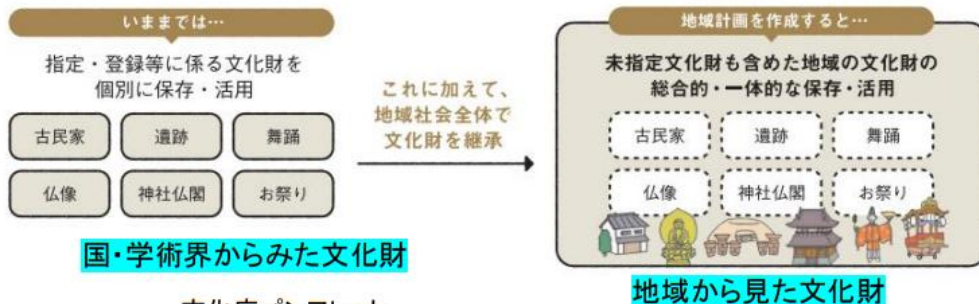 いままでは…
指定・登録等に係る文化財を
個別に保存・活用
古民家 遺跡 舞踊
仏像 神社仏閣 お祭り
国・学術界からみた文化財
これに加えて、
地域社会全体で
文化財を継承
地域計画を作成すると…
未指定文化財も含めた地域の文化財の
総合的・一体的な保存・活用
古民家 遺跡 舞踊
仏像 神社仏閣 お祭り
地域から見た文化財